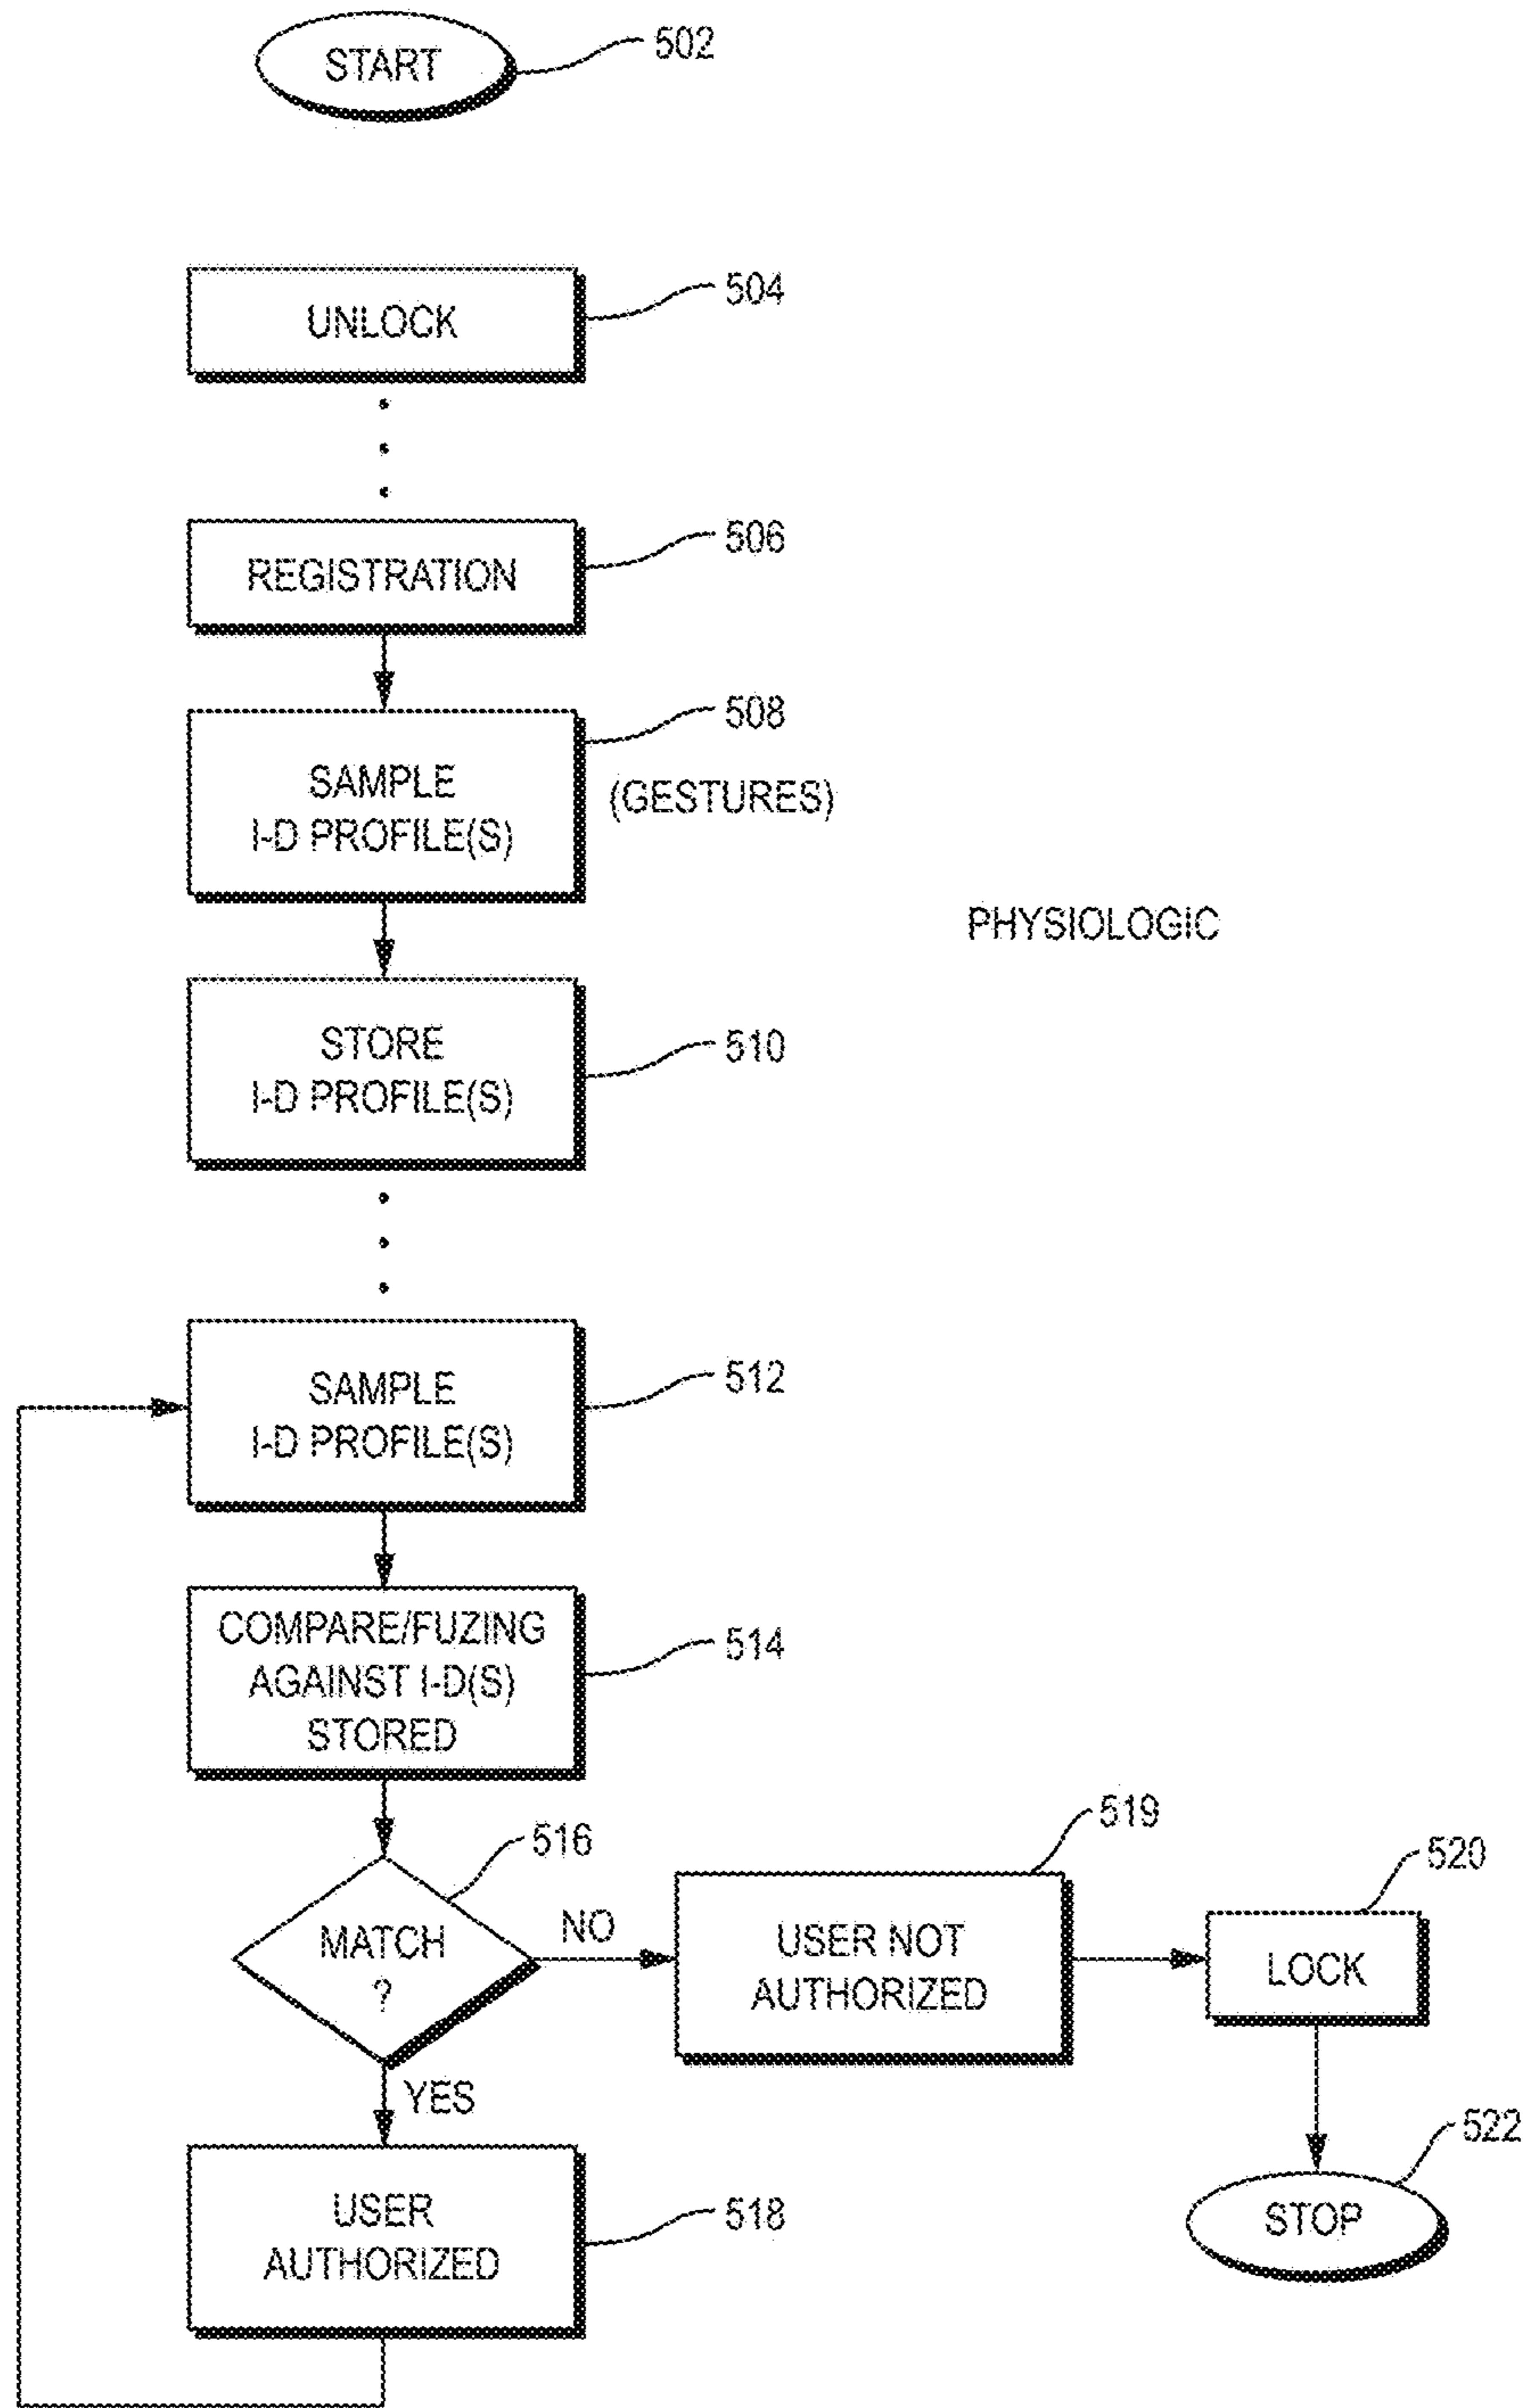 START
502
UNLOCK
504
REGISTRATION
506
508
SAMPLE
I-D PROFILE(S)
(GESTURES)
PHYSIOLOGIC
STORE
I-D PROFILE(S)
510
SAMPLE
I-D PROFILE(S)
512
COMPARE/FUZING
AGAINST I-D(S)
STORED
514
516
MATCH
?
NO
YES
519
USER NOT
AUTHORIZED
520
LOCK
522
STOP
USER
AUTHORIZED
518